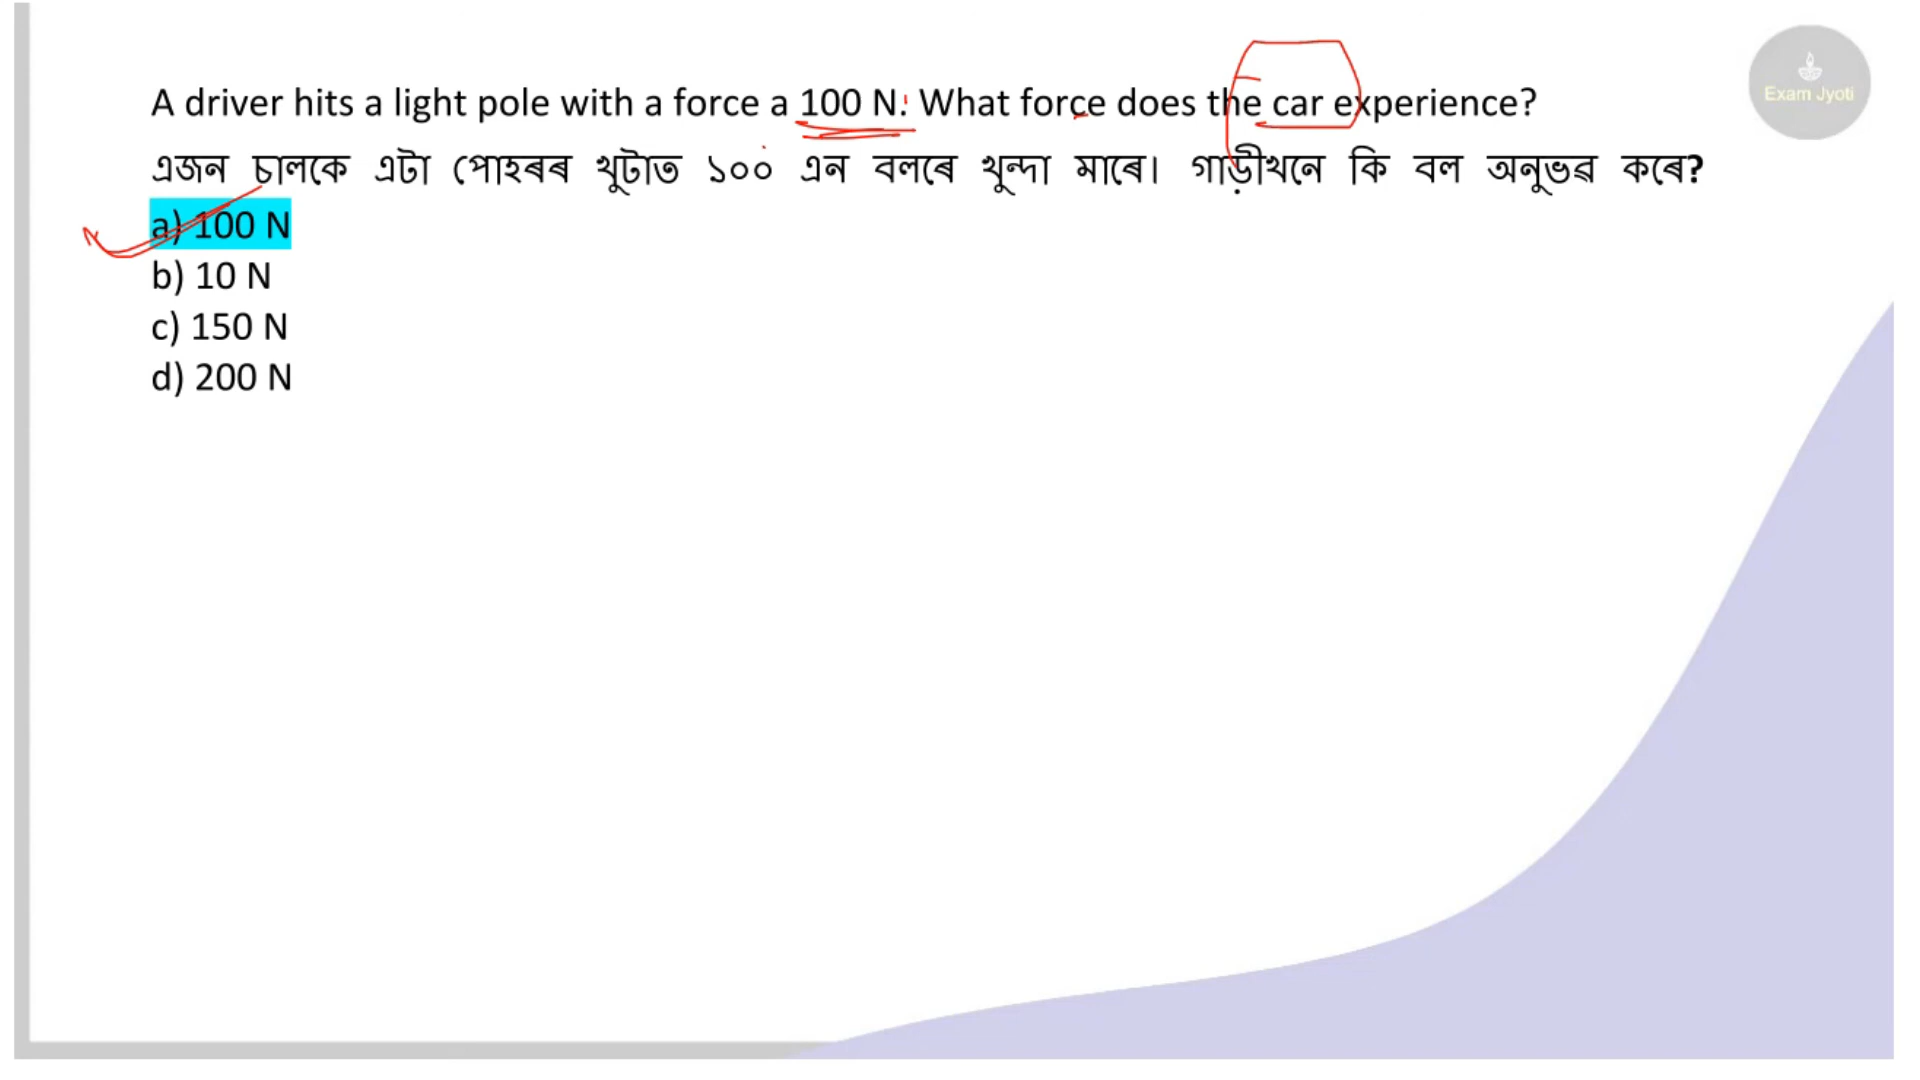 Exam Jyoti
A driver hits a light pole with a force a 100 N. What force does the car experience?
এজন চালকে এটা পোহৰৰ খুটাত ১০০ এন বলৰে খুন্দা মাৰে। গাড়ীখনে কি বল অনুভৱ কৰে?
a) 100 N
b) 10 N
c) 150 N
d) 200 N